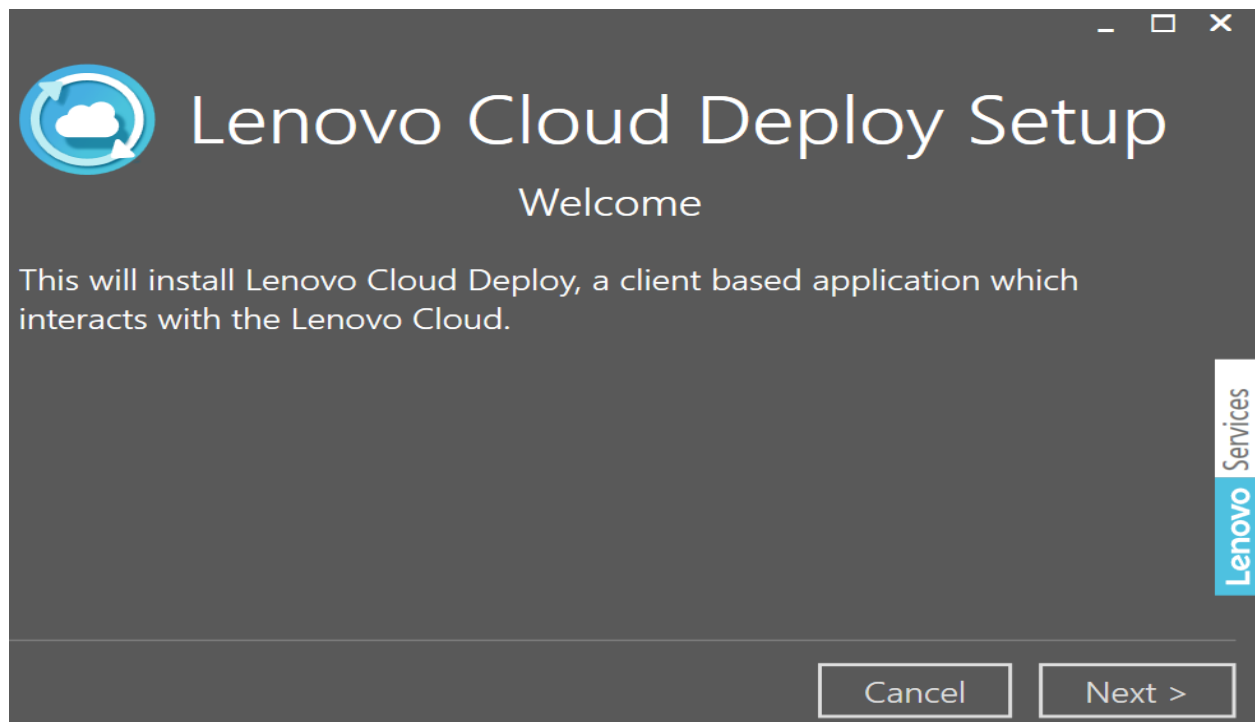 Lenovo Cloud Deploy Setup
Welcome
This will install Lenovo Cloud Deploy, a client based application which
interacts with the Lenovo Cloud.
Lenovo Services
Cancel
Next >